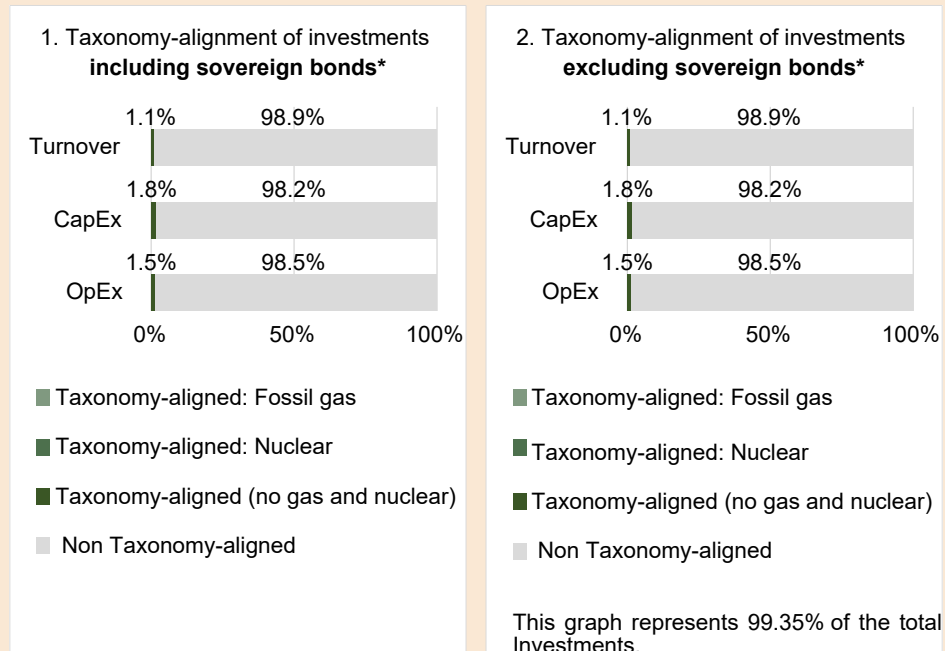 1. Taxonomy-alignment of investments
including sovereign bonds*
1.1% 98.9%
Turnover
1.8% 98.2%
CapEx
1.5% 98.5%
OpEx
0% 50% 100%
Taxonomy-aligned: Fossil gas
Taxonomy-aligned: Nuclear
Taxonomy-aligned (no gas and nuclear)
Non Taxonomy-aligned
2. Taxonomy-alignment of investments
excluding sovereign bonds*
1.1% 98.9%
Turnover
1.8% 98.2%
CapEx
1.5% 98.5%
OpEx
0% 50% 100%
Taxonomy-aligned: Fossil gas
Taxonomy-aligned: Nuclear
Taxonomy-aligned (no gas and nuclear)
Non Taxonomy-aligned
This graph represents 99.35% of the total
Investments.